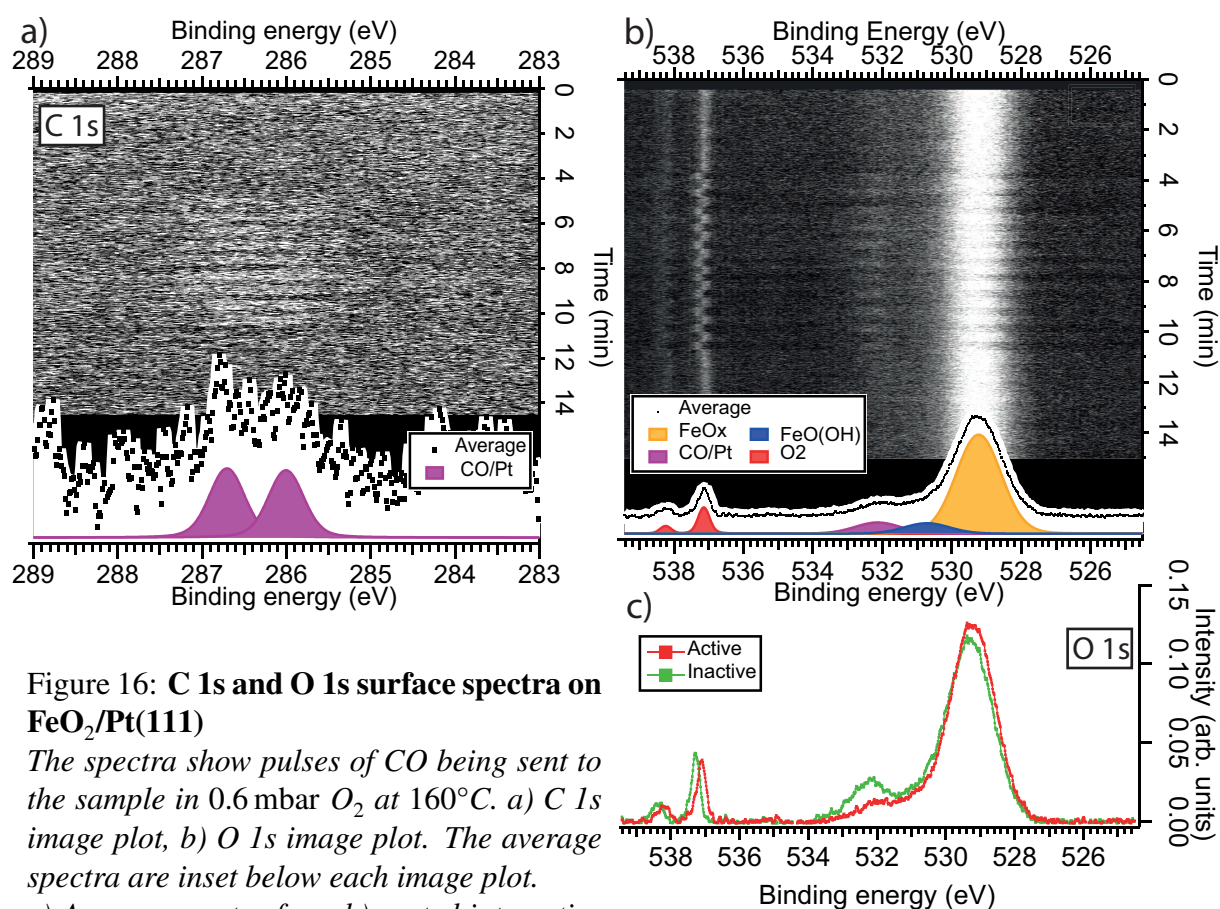 a)
Binding energy (eV)
289 288 287 286 285 284 283
C 1s
0
2
4
6
8
10
12
14
Time (min)
Average
CO/Pt
289 288 287 286 285 284 283
Binding energy (eV)
b)
Binding Energy (eV)
538 536 534 532 530 528 526
0
2
4
6
8
10
12
14
Time (min)
Average
FeOx
FeO(OH)
CO/Pt
O2
538 536 534 532 530 528 526
Binding energy (eV)
c)
Active
Inactive
O 1s
0.15
0.10
0.05
0.00
Intensity (arb. units)
538 536 534 532 530 528 526
Binding energy (eV)
Figure 16: C 1s and O 1s surface spectra on
FeO₂/Pt(111)
The spectra show pulses of CO being sent to
the sample in 0.6 mbar O₂ at 160°C. a) C 1s
image plot, b) O 1s image plot. The average
spectra are inset below each image plot.